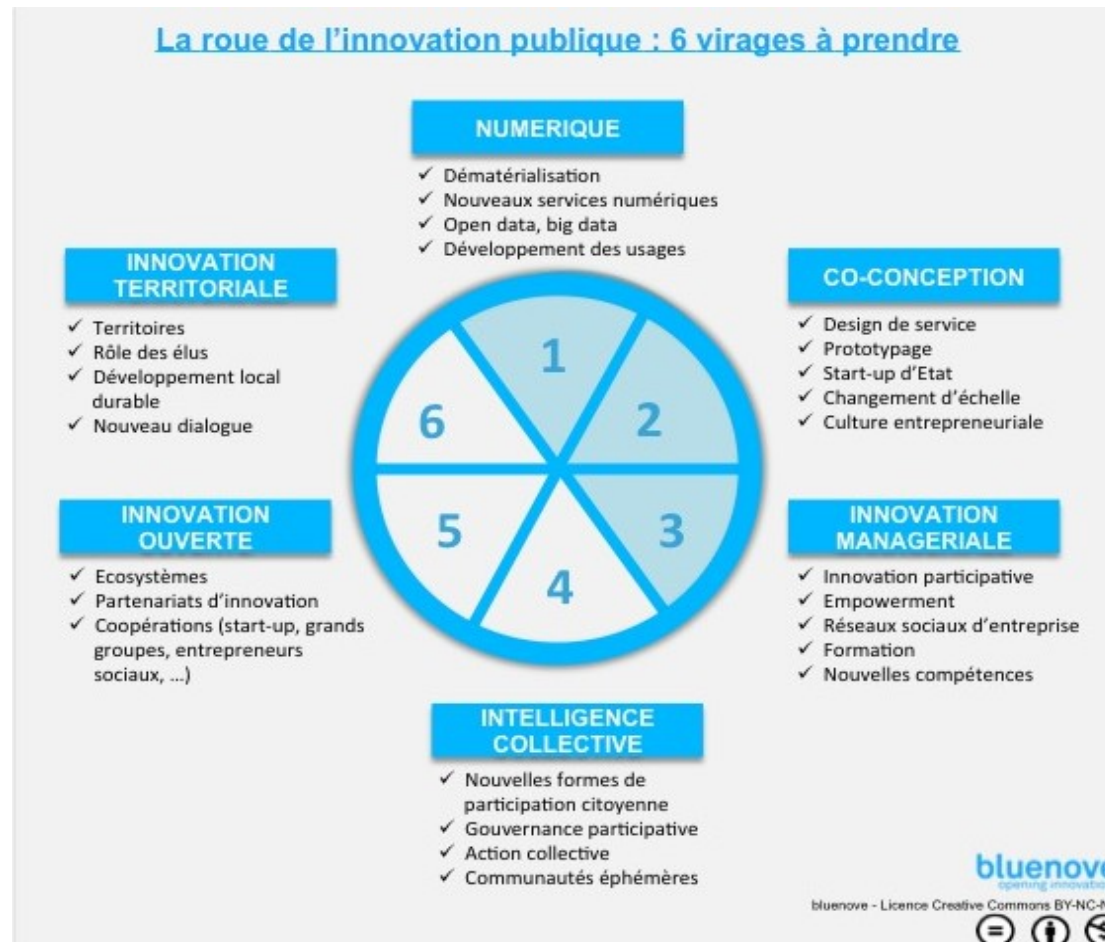 La roue de l’innovation publique : 6 virages à prendre
NUMERIQUE
✓ Dématérialisation
✓ Nouveaux services numériques
✓ Open data, big data
✓ Développement des usages
CO-CONCEPTION
✓ Design de service
✓ Prototypage
✓ Start-up d’Etat
✓ Changement d’échelle
✓ Culture entrepreneuriale
INNOVATION
MANAGERIALE
✓ Innovation participative
✓ Empowerment
✓ Réseaux sociaux d’entreprise
✓ Formation
✓ Nouvelles compétences
INTELLIGENCE
COLLECTIVE
✓ Nouvelles formes de
participation citoyenne
✓ Gouvernance participative
✓ Action collective
✓ Communautés éphémères
INNOVATION
OUVERTE
✓ Ecosystèmes
✓ Partenariats d’innovation
✓ Coopérations (start-up, grands
groupes, entrepreneurs
sociaux, ...)
INNOVATION
TERRITORIALE
✓ Territoires
✓ Rôle des élus
✓ Développement local
durable
✓ Nouveau dialogue
1
2
3
4
5
6
bluenove
opening innovation
bluenove - Licence Creative Commons BY-NC-